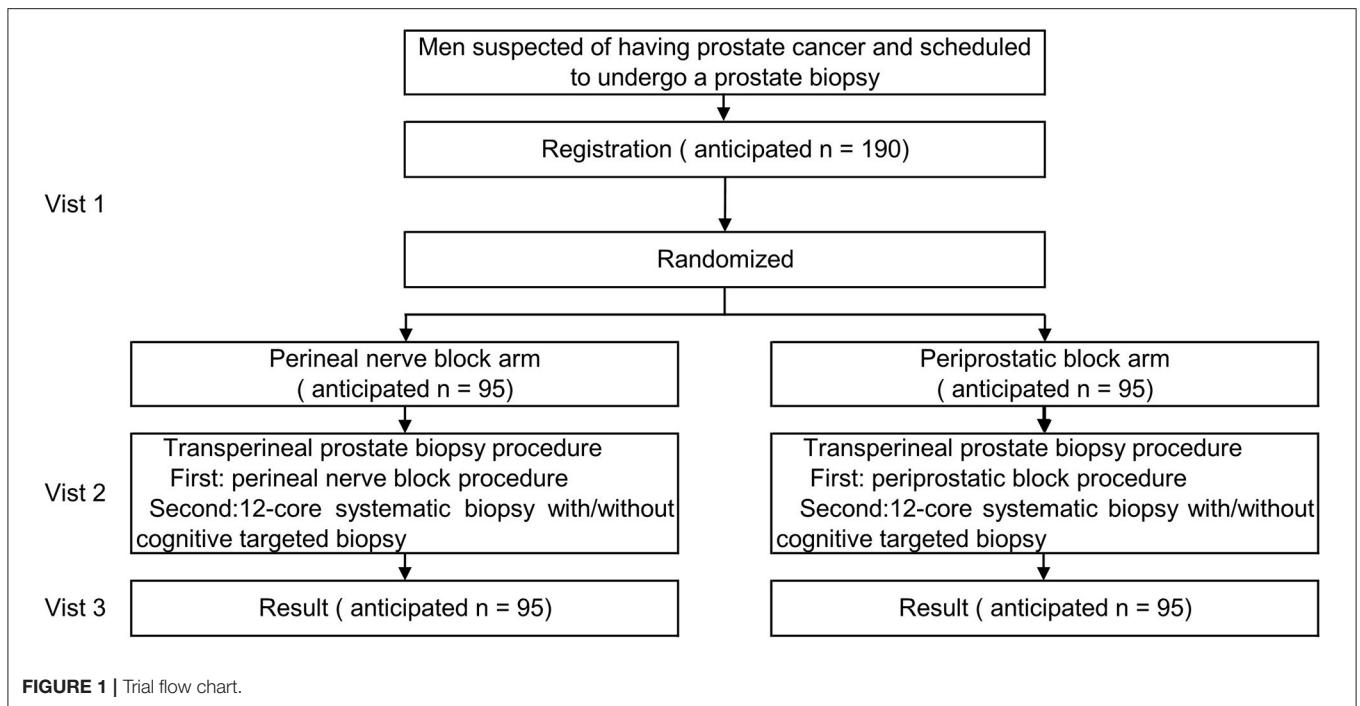 Men suspected of having prostate cancer and scheduled
to undergo a prostate biopsy
Registration ( anticipated n = 190)
Vist 1
Randomized
Perineal nerve block arm
( anticipated n = 95)
Periprostatic block arm
( anticipated n = 95)
Vist 2
Transperineal prostate biopsy procedure
First: perineal nerve block procedure
Second:12-core systematic biopsy with/without
cognitive targeted biopsy
Transperineal prostate biopsy procedure
First: periprostatic block procedure
Second:12-core systematic biopsy with/without
cognitive targeted biopsy
Vist 3
Result ( anticipated n = 95)
Result ( anticipated n = 95)
FIGURE 1 | Trial flow chart.